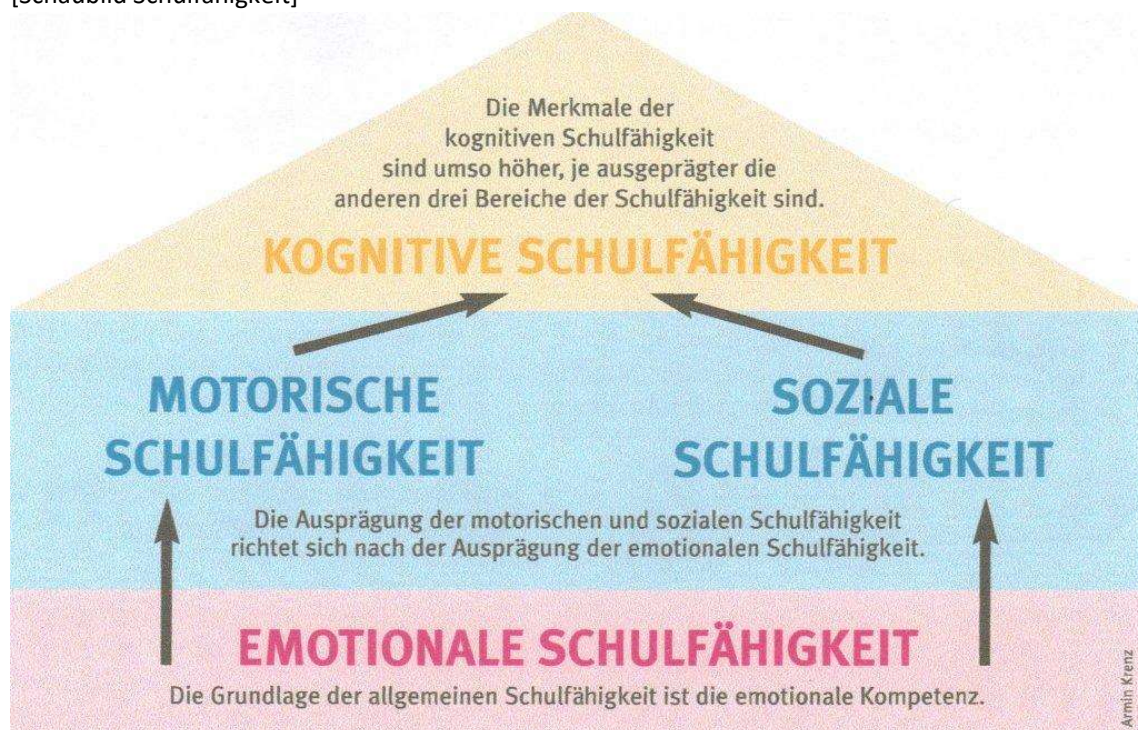 [Schaubild Schulfähigkeit]
Die Merkmale der
kognitiven Schulfähigkeit
sind umso höher, je ausgeprägter die
anderen drei Bereiche der Schulfähigkeit sind.
KOGNITIVE SCHULFÄHIGKEIT
MOTORISCHE
SCHULFÄHIGKEIT
SOZIALE
SCHULFÄHIGKEIT
Die Ausprägung der motorischen und sozialen Schulfähigkeit
richtet sich nach der Ausprägung der emotionalen Schulfähigkeit.
EMOTIONALE SCHULFÄHIGKEIT
Die Grundlage der allgemeinen Schulfähigkeit ist die emotionale Kompetenz.
Armin Krenz